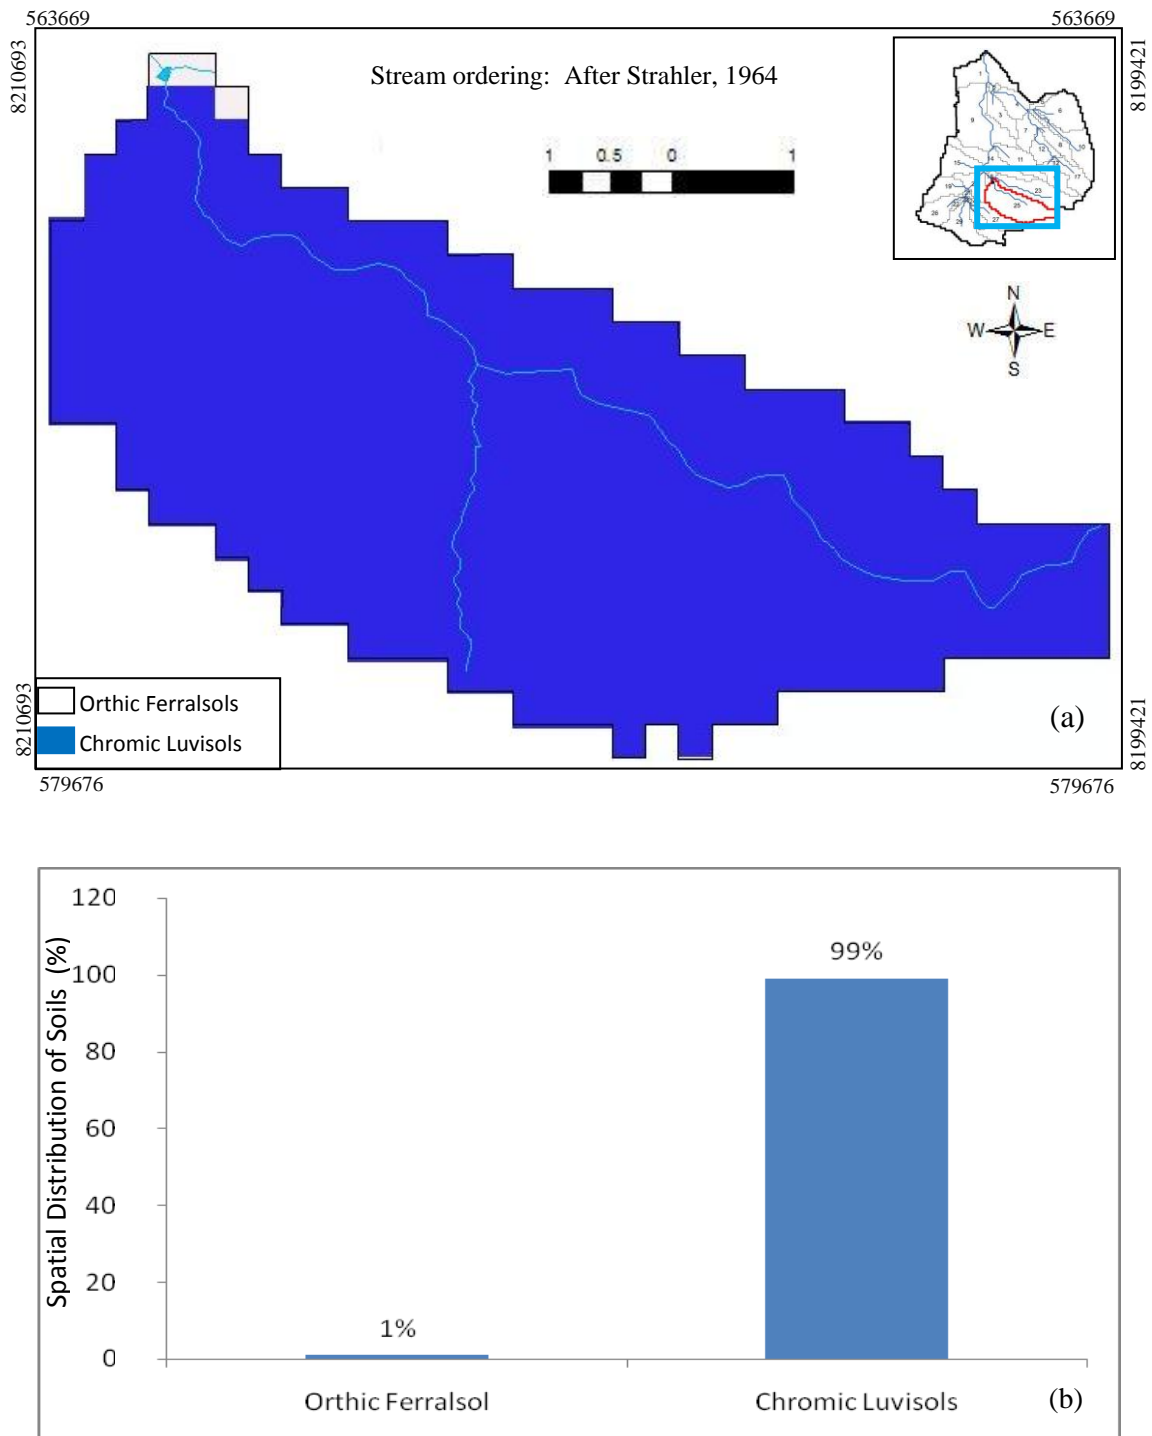 563669
563669
8210693
8199421
Stream ordering: After Strahler, 1964
1 0.5 0 1
N
W E
S
Orthic Ferralsols
Chromic Luvisols
(a)
8210693
8199421
579676
579676
120
100
80
60
40
20
0
Spatial Distribution of Soils (%)
1%
99%
Orthic Ferralsol
Chromic Luvisols
(b)